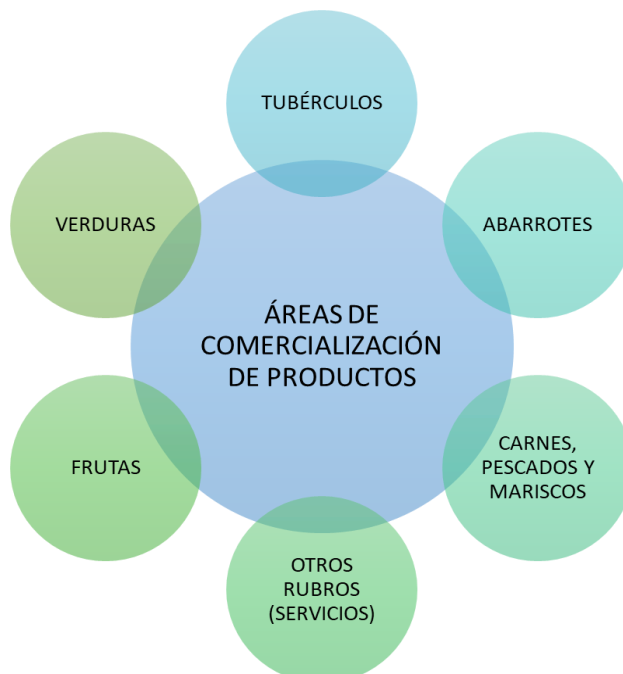 TUBÉRCULOS
VERDURAS
ABARROTES
ÁREAS DE
COMERCIALIZACIÓN
DE PRODUCTOS
FRUTAS
CARNES,
PESCADOS Y
MARISCOS
OTROS
RUBROS
(SERVICIOS)